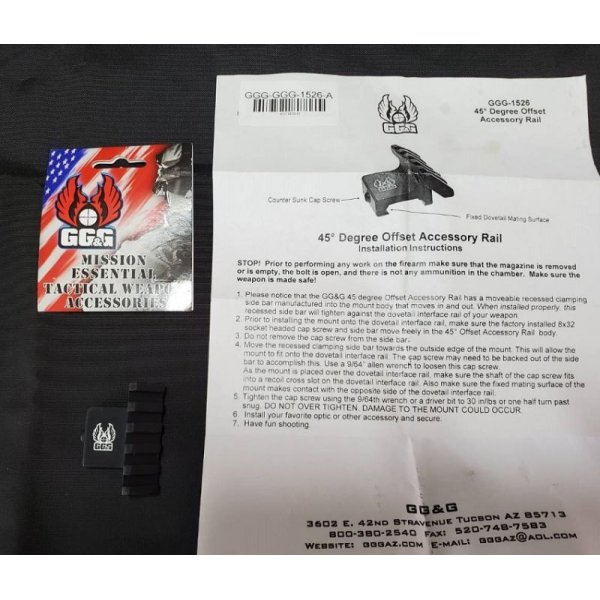 GGG-GGG-1526-A
GG&G
GGG-1526
45° Degree Offset
Accessory Rail
Counter Sunk Cap Screw
Fixed Dovetail Mating Surface
GG&G
MISSION
ESSENTIAL
TACTICAL WEAPON
ACCESSORIES
45° Degree Offset Accessory Rail
Installation Instructions
STOP! Prior to performing any work on the firearm make sure that the magazine is removed
or is empty, the bolt is open, and there is not any ammunition in the chamber. Make sure the
weapon is made safe!
1. Please notice that the GG&G 45 degree Offset Accessory Rail has a moveable recessed clamping
side bar manufactured into the mount body that moves in and out. When installed properly, this
recessed side bar will tighten against the dovetail interface rail of your weapon.
2. Prior to installing the mount onto the dovetail interface rail, make sure the factory installed 8x32
socket headed cap screw and side bar move freely in the 45° Offset Accessory Rail body.
3. Do not remove the cap screw from the side bar.
4. Move the recessed clamping side bar towards the outside edge of the mount. This will allow the
mount to fit onto the dovetail interface rail. The cap screw may need to be backed out of the side
bar to accomplish this. Use a 9/64" allen wrench to loosen this cap screw.
As the mount is placed over the dovetail interface rail, make sure the shaft of the cap screw fits
into a recoil cross slot on the dovetail interface rail. Also make sure the fixed mating surface of the
mount makes contact with the opposite side of the dovetail interface rail.
5. Tighten the cap screw using the 9/64th wrench or a driver bit to 30 in/lbs or one half turn past
snug. DO NOT OVER TIGHTEN. DAMAGE TO THE MOUNT COULD OCCUR.
6. Install your favorite optic or other accessory and secure.
7. Have fun shooting.
GG&G
GG&G
3602 E. 42ND STRAVENUE TUCSON AZ 85713
800-380-2540 FAX: 520-748-7583
WEBSITE: GGGAZ.COM E-MAIL: GGGAZ@AOL.COM